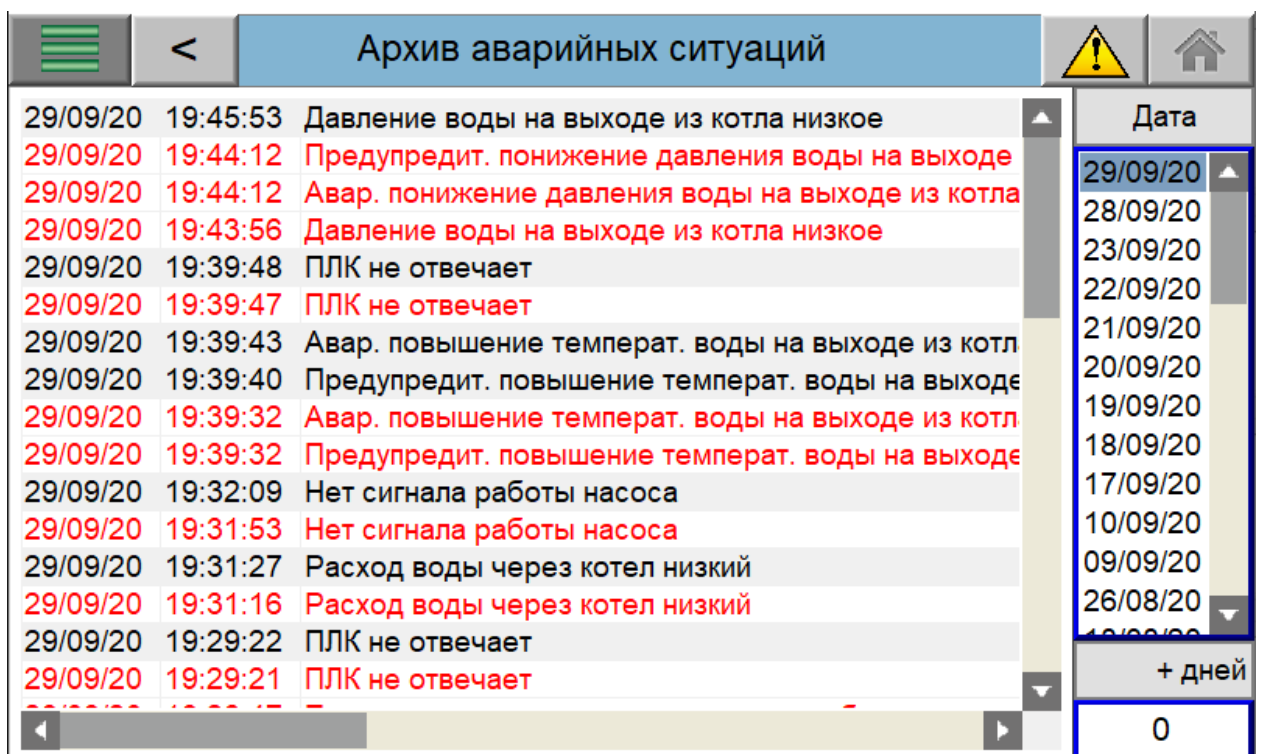 <
Архив аварийных ситуаций
29/09/20 19:45:53 Давление воды на выходе из котла низкое
29/09/20 19:44:12 Предупредит. понижение давления воды на выходе
29/09/20 19:44:12 Авар. понижение давления воды на выходе из котла
29/09/20 19:43:56 Давление воды на выходе из котла низкое
29/09/20 19:39:48 ПЛК не отвечает
29/09/20 19:39:47 ПЛК не отвечает
29/09/20 19:39:43 Авар. повышение температ. воды на выходе из котл
29/09/20 19:39:40 Предупредит. повышение температ. воды на выходе
29/09/20 19:39:32 Авар. повышение температ. воды на выходе из котл
29/09/20 19:39:32 Предупредит. повышение температ. воды на выходе
29/09/20 19:32:09 Нет сигнала работы насоса
29/09/20 19:31:53 Нет сигнала работы насоса
29/09/20 19:31:27 Расход воды через котел низкий
29/09/20 19:31:16 Расход воды через котел низкий
29/09/20 19:29:22 ПЛК не отвечает
29/09/20 19:29:21 ПЛК не отвечает
Дата
29/09/20
28/09/20
23/09/20
22/09/20
21/09/20
20/09/20
19/09/20
18/09/20
17/09/20
10/09/20
09/09/20
26/08/20
+ дней
0